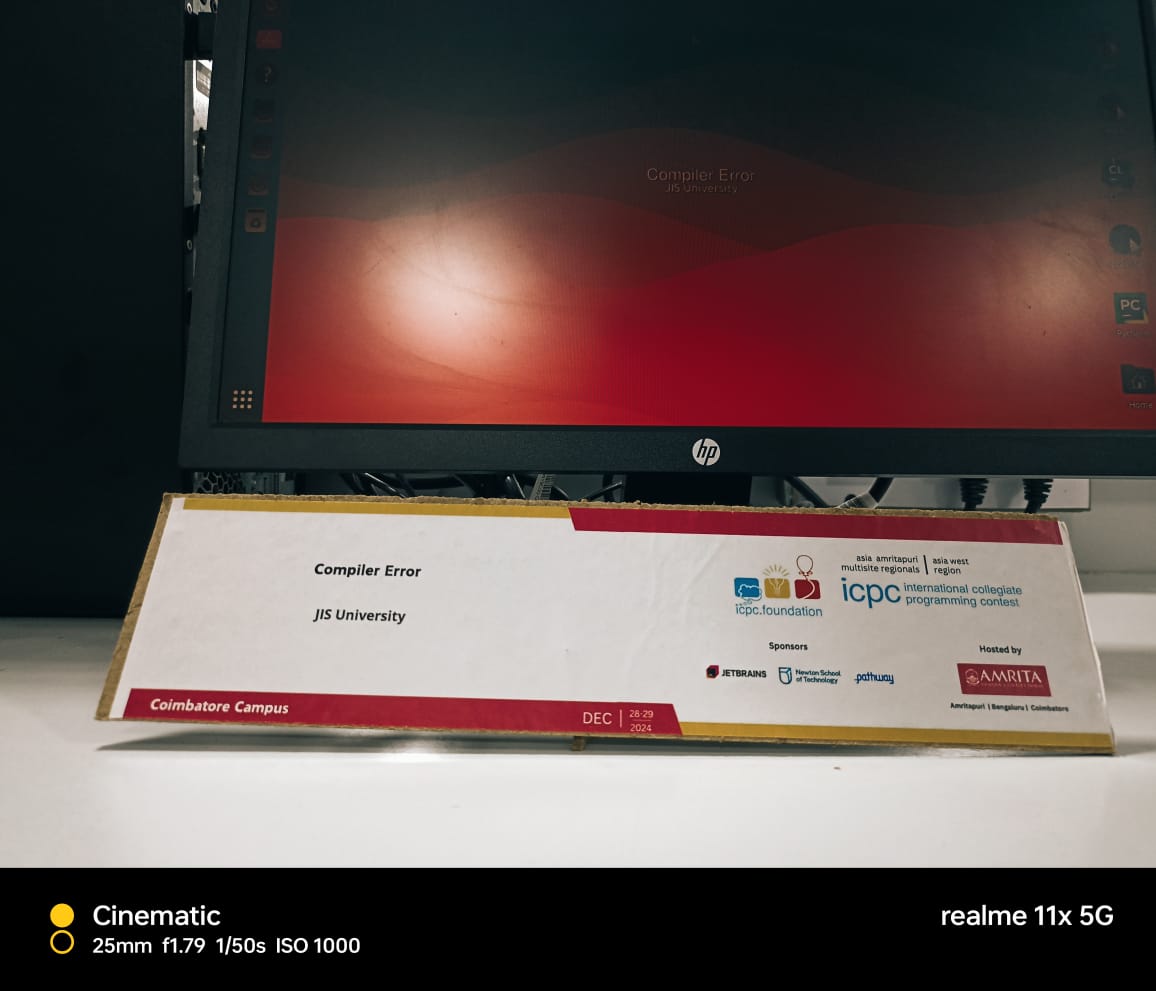 ?
Compiler Error
JIS University
CL
PC
Home
hp
Compiler Error
JIS University
Coimbatore Campus
DEC
28-29
2024
asia amritapuri
multisite regionals
asia west
region
icpc.foundation
icpc
international collegiate
programming contest
Sponsors
JETBRAINS
Newton School
of Technology
pathway
Hosted by
AMRITA
Amritapuri | Bengaluru | Coimbatore
Cinematic
25mm f1.79 1/50s ISO 1000
realme 11x 5G